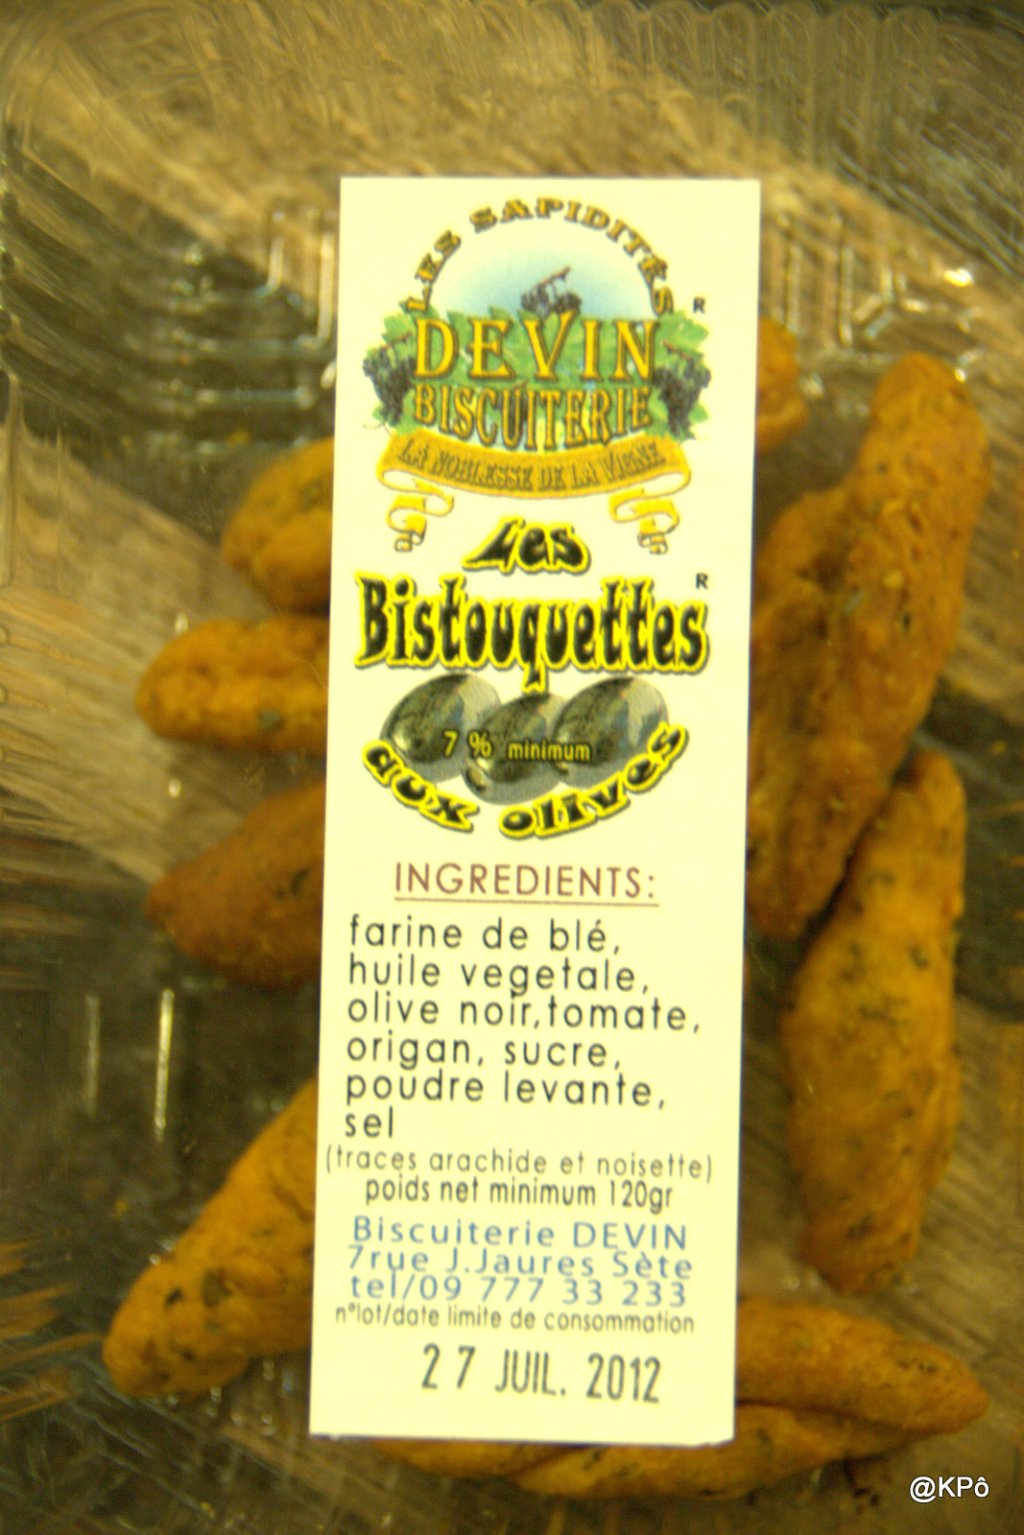 LES SAPIDITÉS R
DEVIN
BISCUITERIE
LA NOBLESSE DE LA VIGNE
Les
Bistouquettes R
7 % minimum
aux olives
INGREDIENTS:
farine de blé,
huile vegetale,
olive noir,tomate,
origan, sucre,
poudre levante,
sel
(traces arachide et noisette)
poids net minimum 120gr
Biscuiterie DEVIN
7rue J.Jaures Sète
tel/09 777 33 233
n°lot/date limite de consommation
27 JUIL. 2012
@KPô